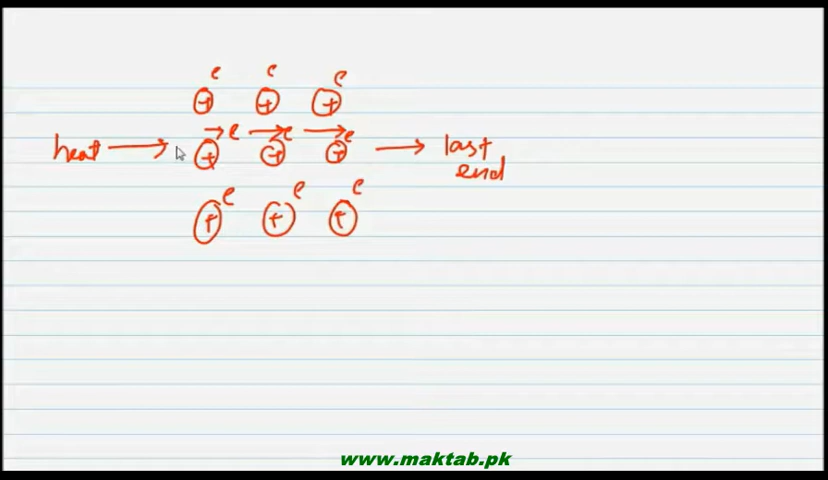 e e e
+ + +
heat e e e last
+ + + end
e e e
+ + +
www.maktab.pk